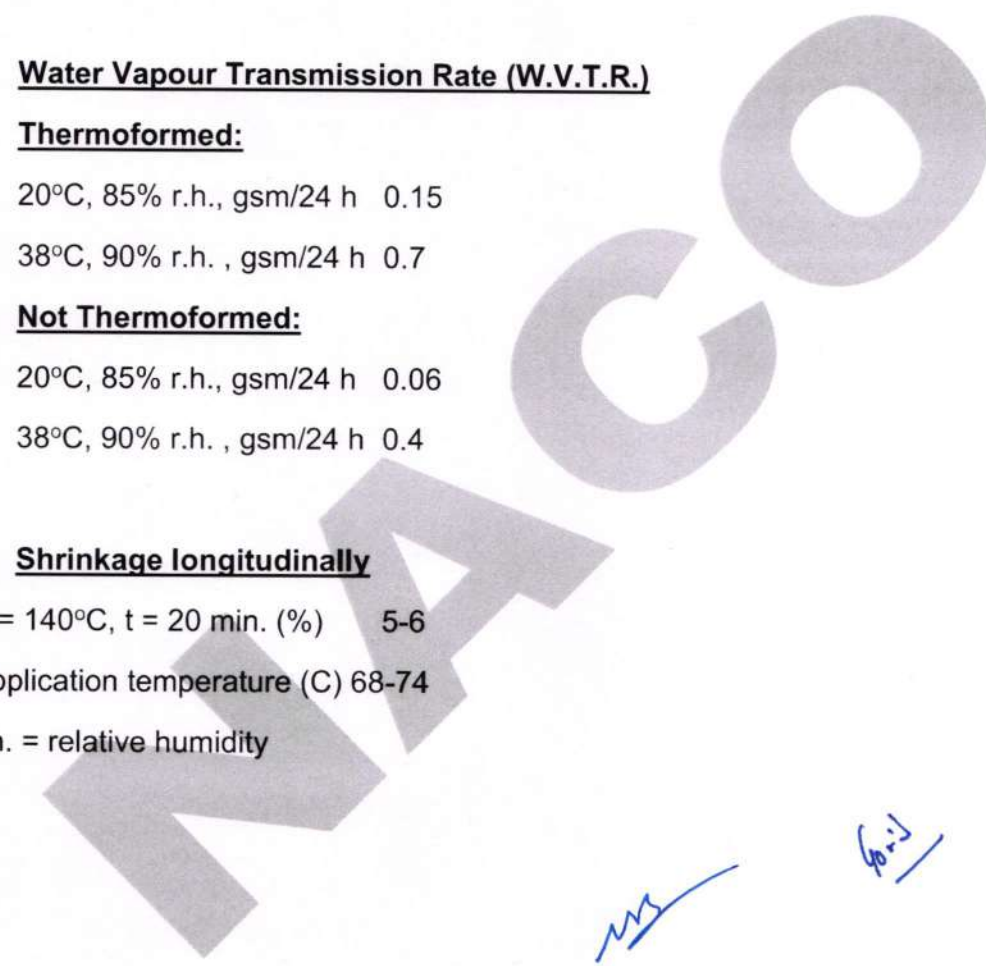 Water Vapour Transmission Rate (W.V.T.R.)
Thermoformed:
20°C, 85% r.h., gsm/24 h 0.15
38°C, 90% r.h. , gsm/24 h 0.7
Not Thermoformed:
20°C, 85% r.h., gsm/24 h 0.06
38°C, 90% r.h. , gsm/24 h 0.4
Shrinkage longitudinally
= 140°C, t = 20 min. (%) 5-6
plication temperature (C) 68-74
. = relative humidity
NACO